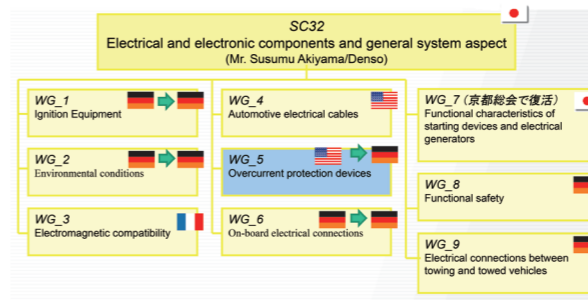 SC32
Electrical and electronic components and general system aspect
(Mr. Susumu Akiyama/Denso)
WG_1
Ignition Equipment
WG_2
Environmental conditions
WG_3
Electromagnetic compatibility
WG_4
Automotive electrical cables
WG_5
Overcurrent protection devices
WG_6
On-board electrical connections
WG_7 (京都総会で復活)
Functional characteristics of
starting devices and electrical
generators
WG_8
Functional safety
WG_9
Electrical connections between
towing and towed vehicles